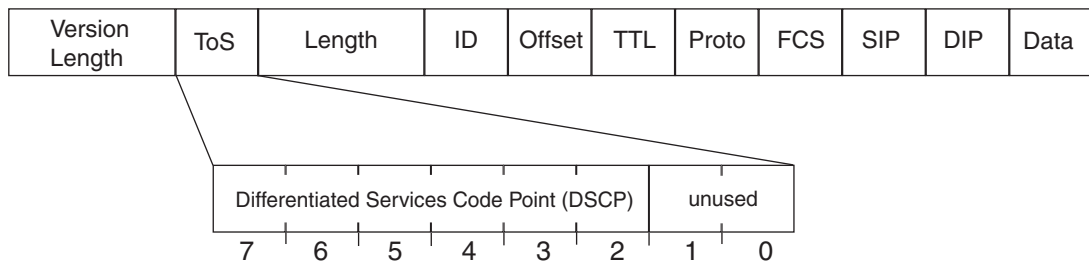 Version Length ToS Length ID Offset TTL Proto FCS SIP DIP Data
Differentiated Services Code Point (DSCP) unused
7 6 5 4 3 2 1 0